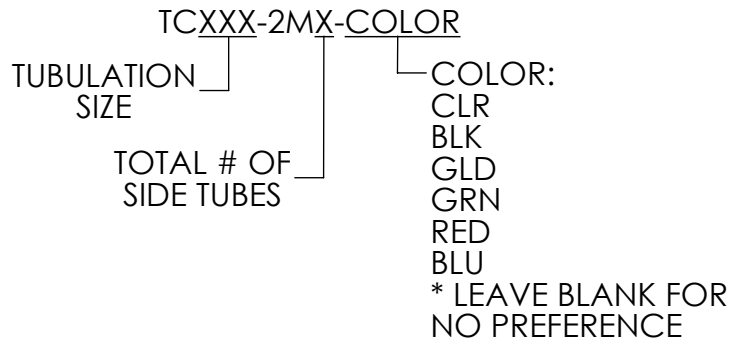 TCXXX-2MX-COLOR
TUBULATION
SIZE
TOTAL # OF
SIDE TUBES
COLOR:
CLR
BLK
GLD
GRN
RED
BLU
* LEAVE BLANK FOR
NO PREFERENCE